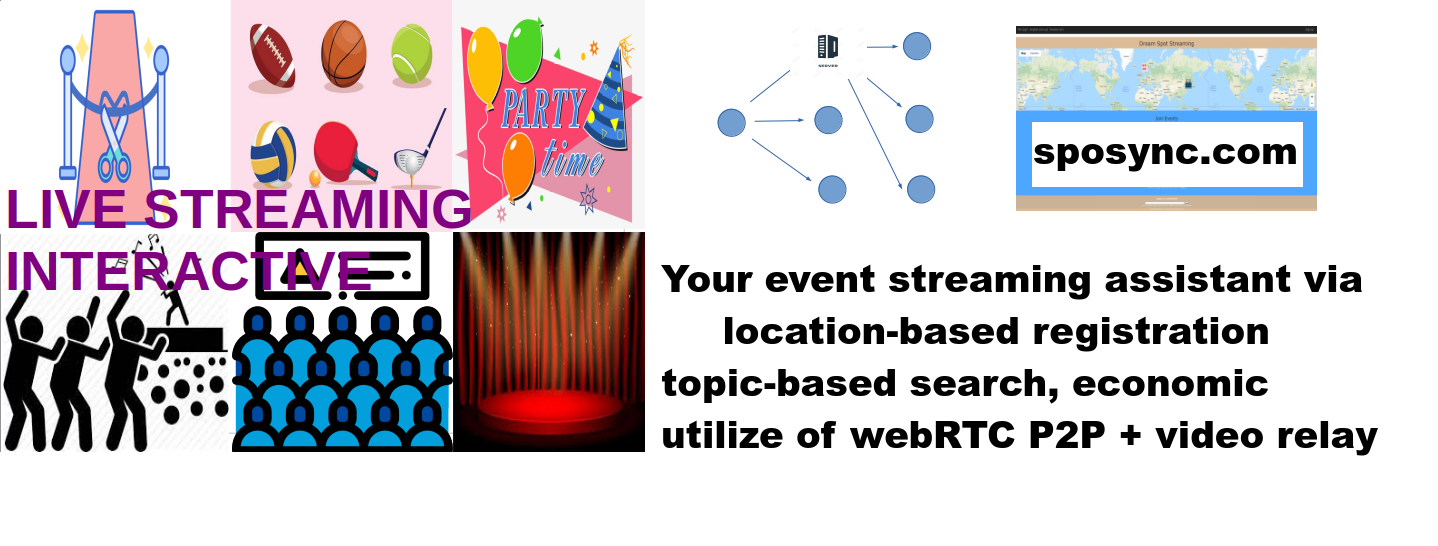 LIVE STREAMING
INTERACTIVE
PARTY
time
SERVER
Dream Spot Streaming
sposync.com
Your event streaming assistant via
location-based registration
topic-based search, economic
utilize of webRTC P2P + video relay